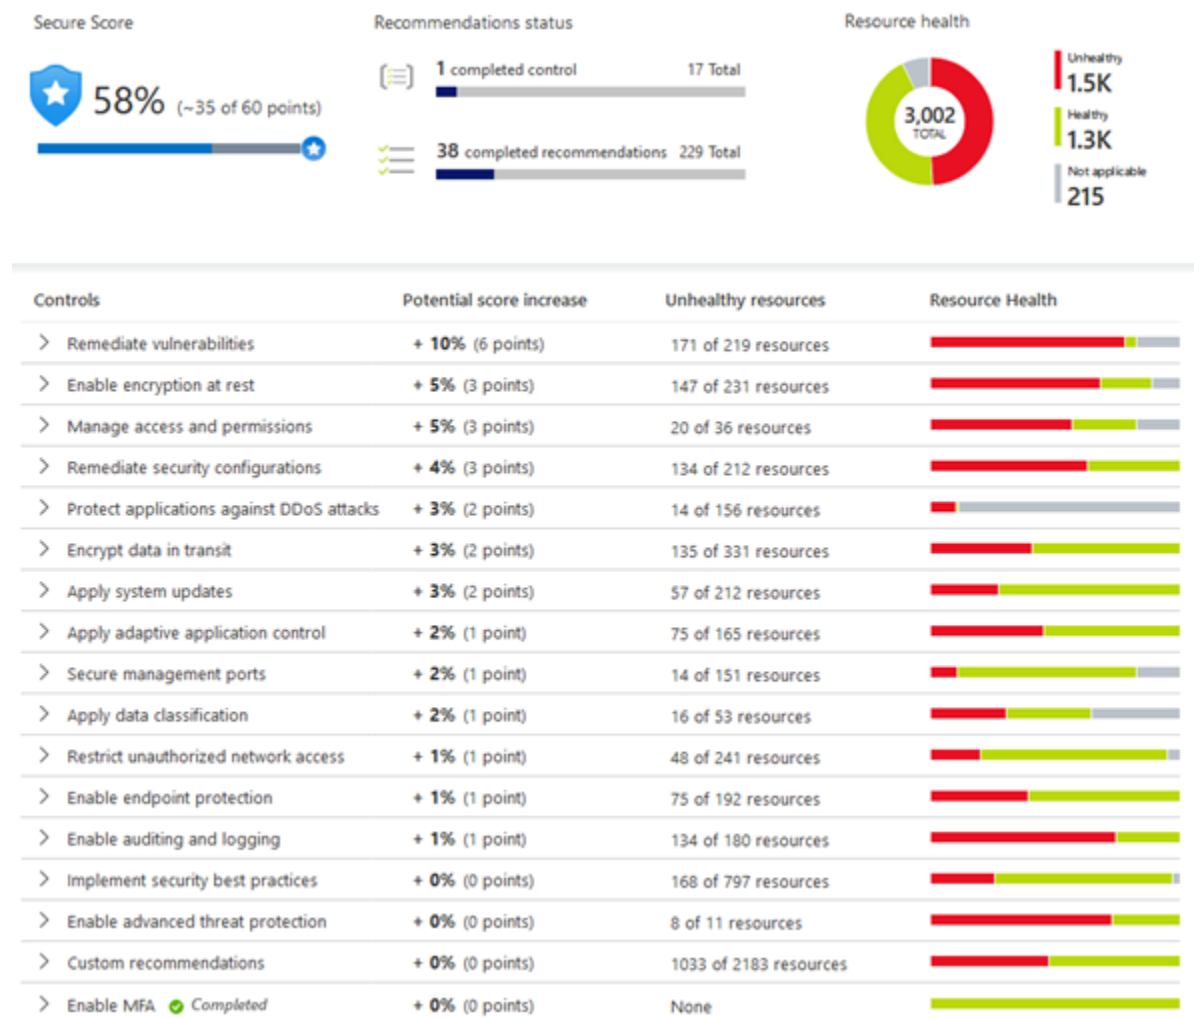 Secure Score
58% (~35 of 60 points)
Recommendations status
1 completed control 17 Total
38 completed recommendations 229 Total
Resource health
3,002
TOTAL
Unhealthy
1.5K
Healthy
1.3K
Not applicable
215
Controls Potential score increase Unhealthy resources Resource Health
Remediate vulnerabilities + 10% (6 points) 171 of 219 resources
Enable encryption at rest + 5% (3 points) 147 of 231 resources
Manage access and permissions + 5% (3 points) 20 of 36 resources
Remediate security configurations + 4% (3 points) 134 of 212 resources
Protect applications against DDoS attacks + 3% (2 points) 14 of 156 resources
Encrypt data in transit + 3% (2 points) 135 of 331 resources
Apply system updates + 3% (2 points) 57 of 212 resources
Apply adaptive application control + 2% (1 point) 75 of 165 resources
Secure management ports + 2% (1 point) 14 of 151 resources
Apply data classification + 2% (1 point) 16 of 53 resources
Restrict unauthorized network access + 1% (1 point) 48 of 241 resources
Enable endpoint protection + 1% (1 point) 75 of 192 resources
Enable auditing and logging + 1% (1 point) 134 of 180 resources
Implement security best practices + 0% (0 points) 168 of 797 resources
Enable advanced threat protection + 0% (0 points) 8 of 11 resources
Custom recommendations + 0% (0 points) 1033 of 2183 resources
Enable MFA Completed + 0% (0 points) None